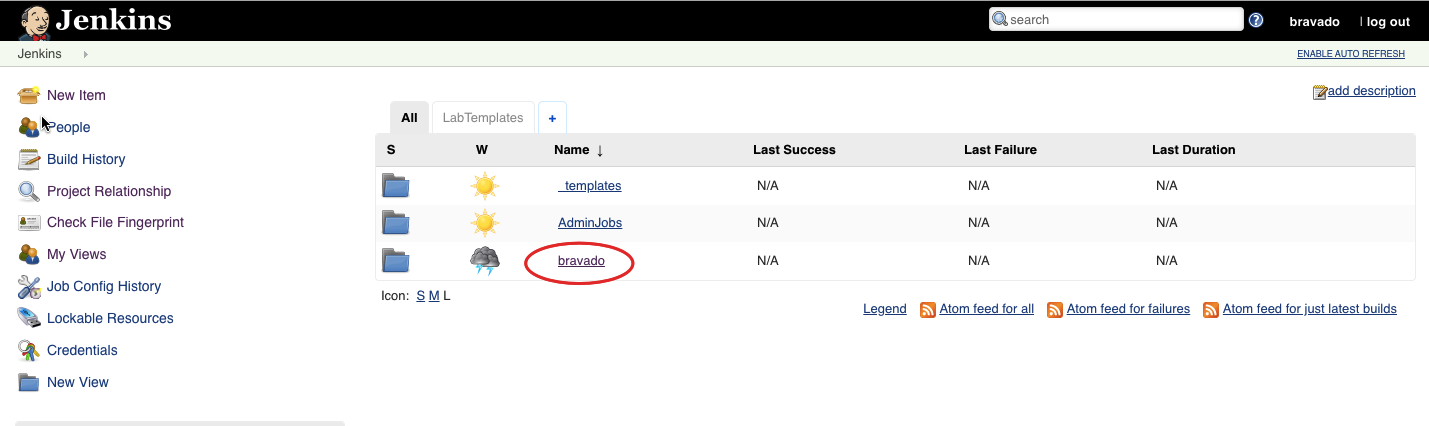 Jenkins
search
bravado | log out
Jenkins
ENABLE AUTO REFRESH
New Item
People
Build History
Project Relationship
Check File Fingerprint
My Views
Job Config History
Lockable Resources
Credentials
New View
add description
All LabTemplates +
S W Name ↓ Last Success Last Failure Last Duration
_templates N/A N/A N/A
AdminJobs N/A N/A N/A
bravado N/A N/A N/A
Icon: S M L
Legend Atom feed for all Atom feed for failures Atom feed for just latest builds